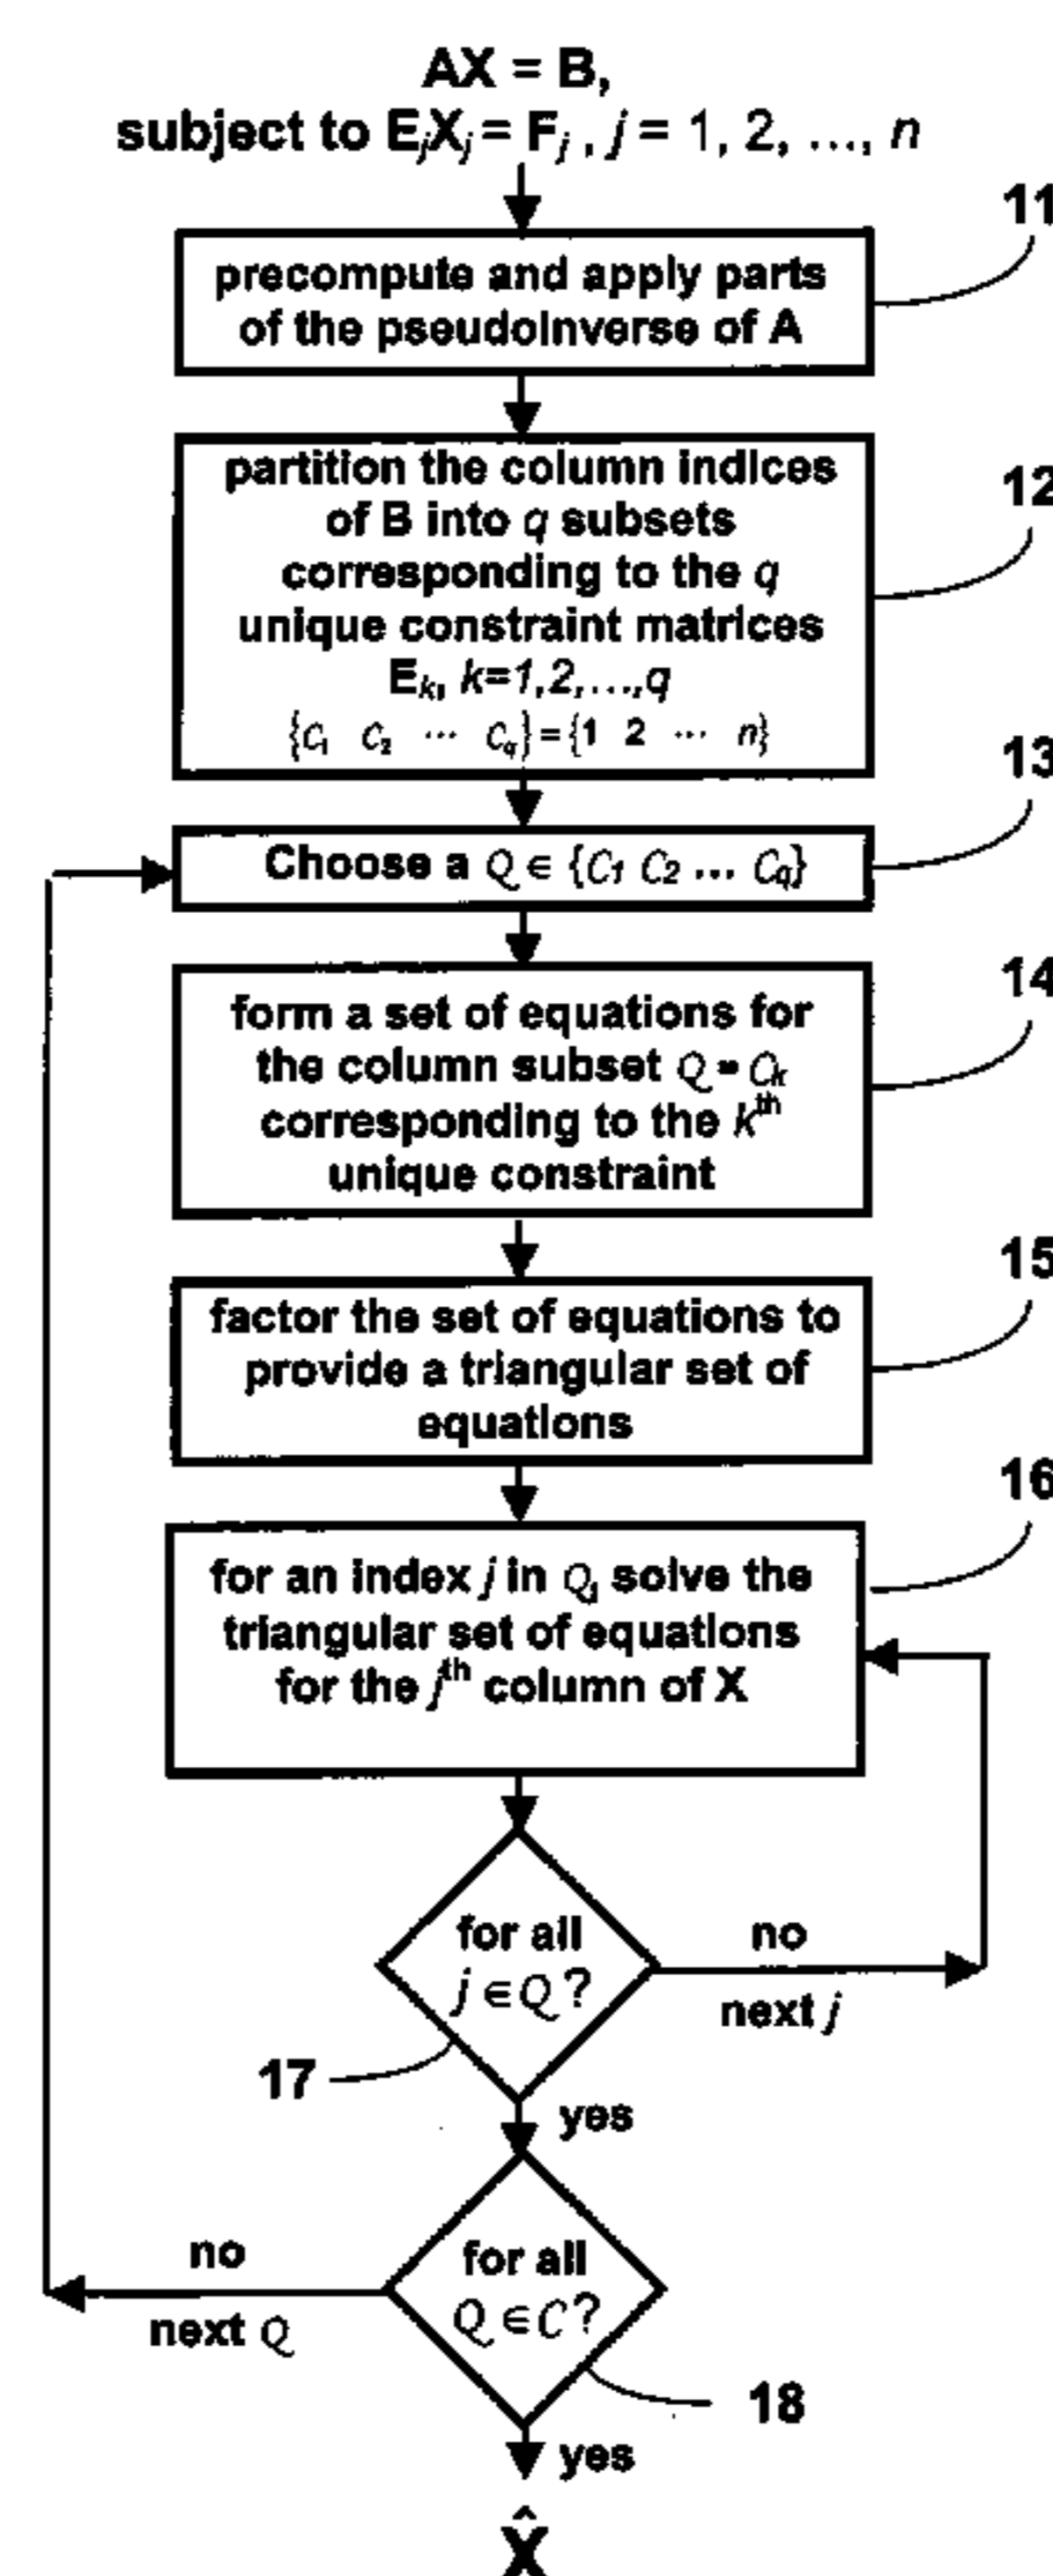 AX = B,
subject to EjXj = Fj , j = 1, 2, ..., n
11
precompute and apply parts
of the pseudoinverse of A
12
partition the column indices
of B into q subsets
corresponding to the q
unique constraint matrices
Ek, k=1,2,...,q
{C1 C2 ... Cq} = {1 2 ... n}
13
Choose a Q ∈ {C1 C2 ... Cq}
14
form a set of equations for
the column subset Q = Ck
corresponding to the kth
unique constraint
15
factor the set of equations to
provide a triangular set of
equations
16
for an index j in Q, solve the
triangular set of equations
for the jth column of X
for all
j ∈ Q ?
no
next j
17
yes
for all
Q ∈ C ?
no
next Q
18
yes
X̂